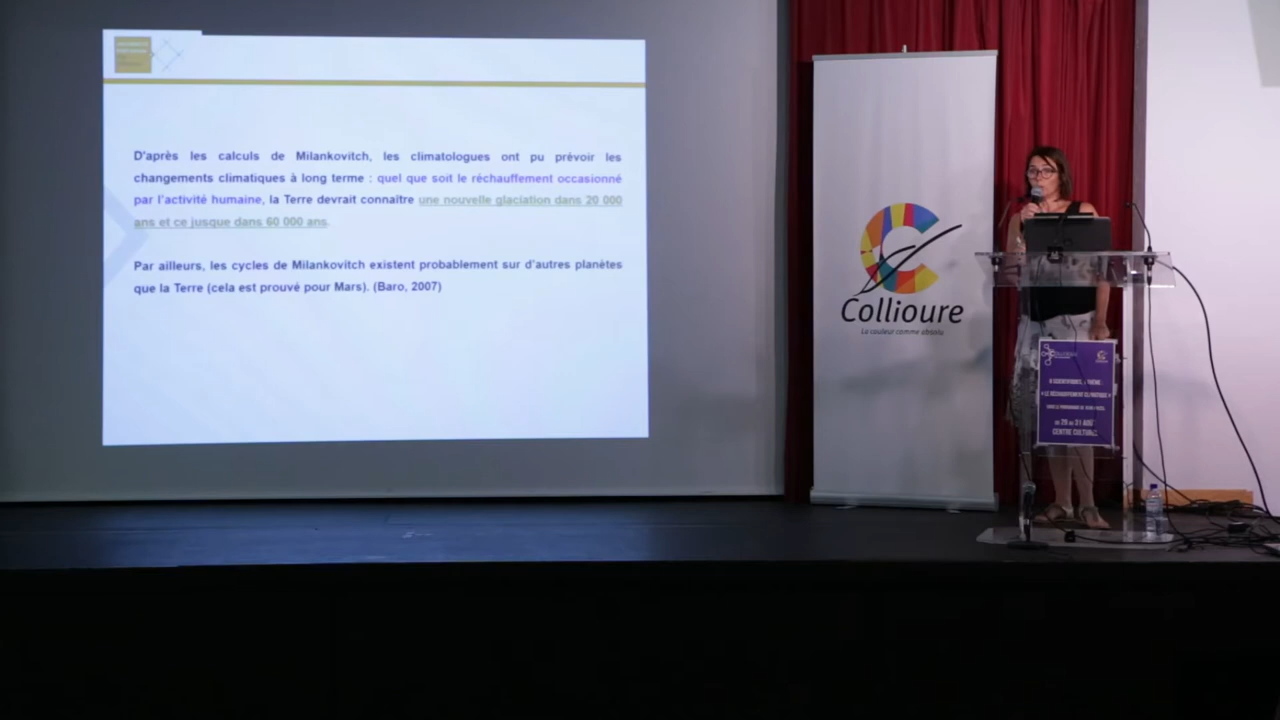 D'après les calculs de Milankovitch, les climatologues ont pu prévoir les
changements climatiques à long terme : quel que soit le réchauffement occasionné
par l'activité humaine, la Terre devrait connaître une nouvelle glaciation dans 20 000
ans et ce jusque dans 60 000 ans.
Par ailleurs, les cycles de Milankovitch existent probablement sur d'autres planètes
que la Terre (cela est prouvé pour Mars). (Baro, 2007)
Collioure
La couleur comme absolu
« LE RÉCHAUFFEMENT CLIMATIQUE »
CENTRE CULTUREL